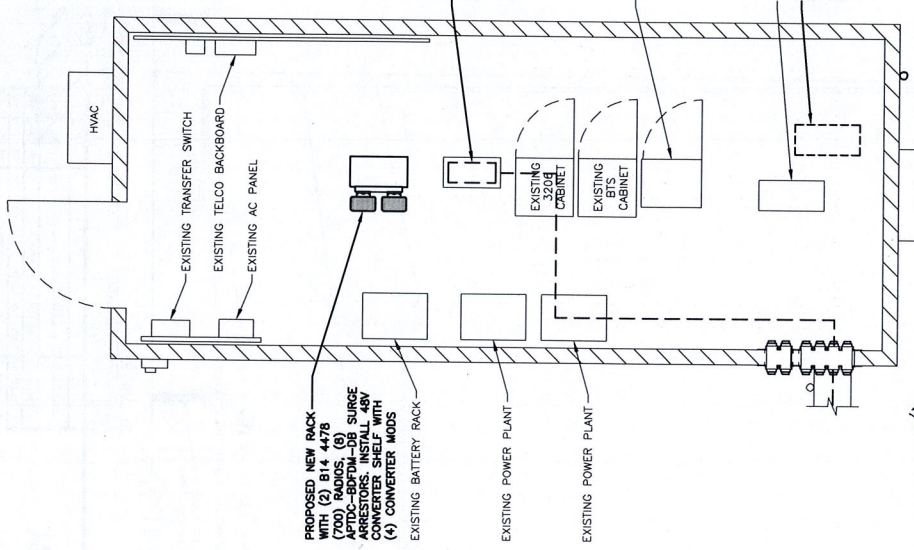 HVAC
EXISTING TRANSFER SWITCH
EXISTING TELCO BACKBOARD
EXISTING AC PANEL
EXISTING
3206
CABINET
EXISTING
BTS
CABINET
PROPOSED NEW RACK
WITH (2) B14 4478
(700) RADIOS, (8)
APTDC-BDFDM-DB SURGE
ARRESTORS. INSTALL 48V
CONVERTER SHELF WITH
(4) CONVERTER MODS
EXISTING BATTERY RACK
EXISTING POWER PLANT
EXISTING POWER PLANT